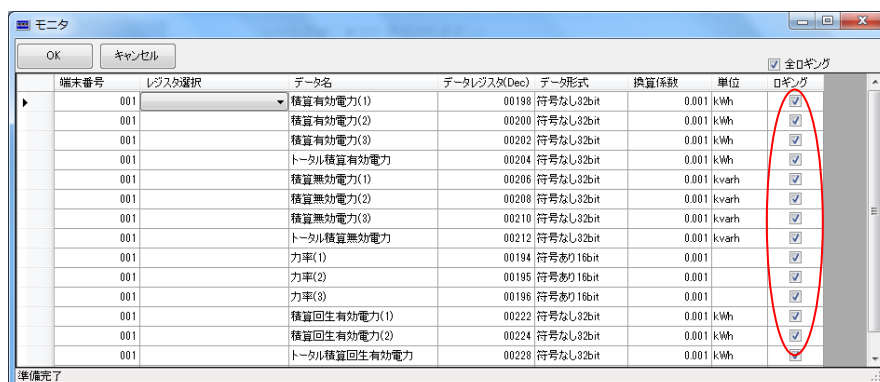 モニタ
OK キャンセル
全ロギング
端末番号 レジスタ選択 データ名 データレジスタ(Dec) データ形式 換算係数 単位 ロギング
001 積算有効電力(1) 00198 符号なし32bit 0.001 kWh
001 積算有効電力(2) 00200 符号なし32bit 0.001 kWh
001 積算有効電力(3) 00202 符号なし32bit 0.001 kWh
001 トータル積算有効電力 00204 符号なし32bit 0.001 kWh
001 積算無効電力(1) 00206 符号なし32bit 0.001 kvarh
001 積算無効電力(2) 00208 符号なし32bit 0.001 kvarh
001 積算無効電力(3) 00210 符号なし32bit 0.001 kvarh
001 トータル積算無効電力 00212 符号なし32bit 0.001 kvarh
001 力率(1) 00194 符号あり16bit 0.001
001 力率(2) 00195 符号あり16bit 0.001
001 力率(3) 00196 符号あり16bit 0.001
001 積算回生有効電力(1) 00222 符号なし32bit 0.001 kWh
001 積算回生有効電力(2) 00224 符号なし32bit 0.001 kWh
001 トータル積算回生有効電力 00228 符号なし32bit 0.001 kWh
準備完了